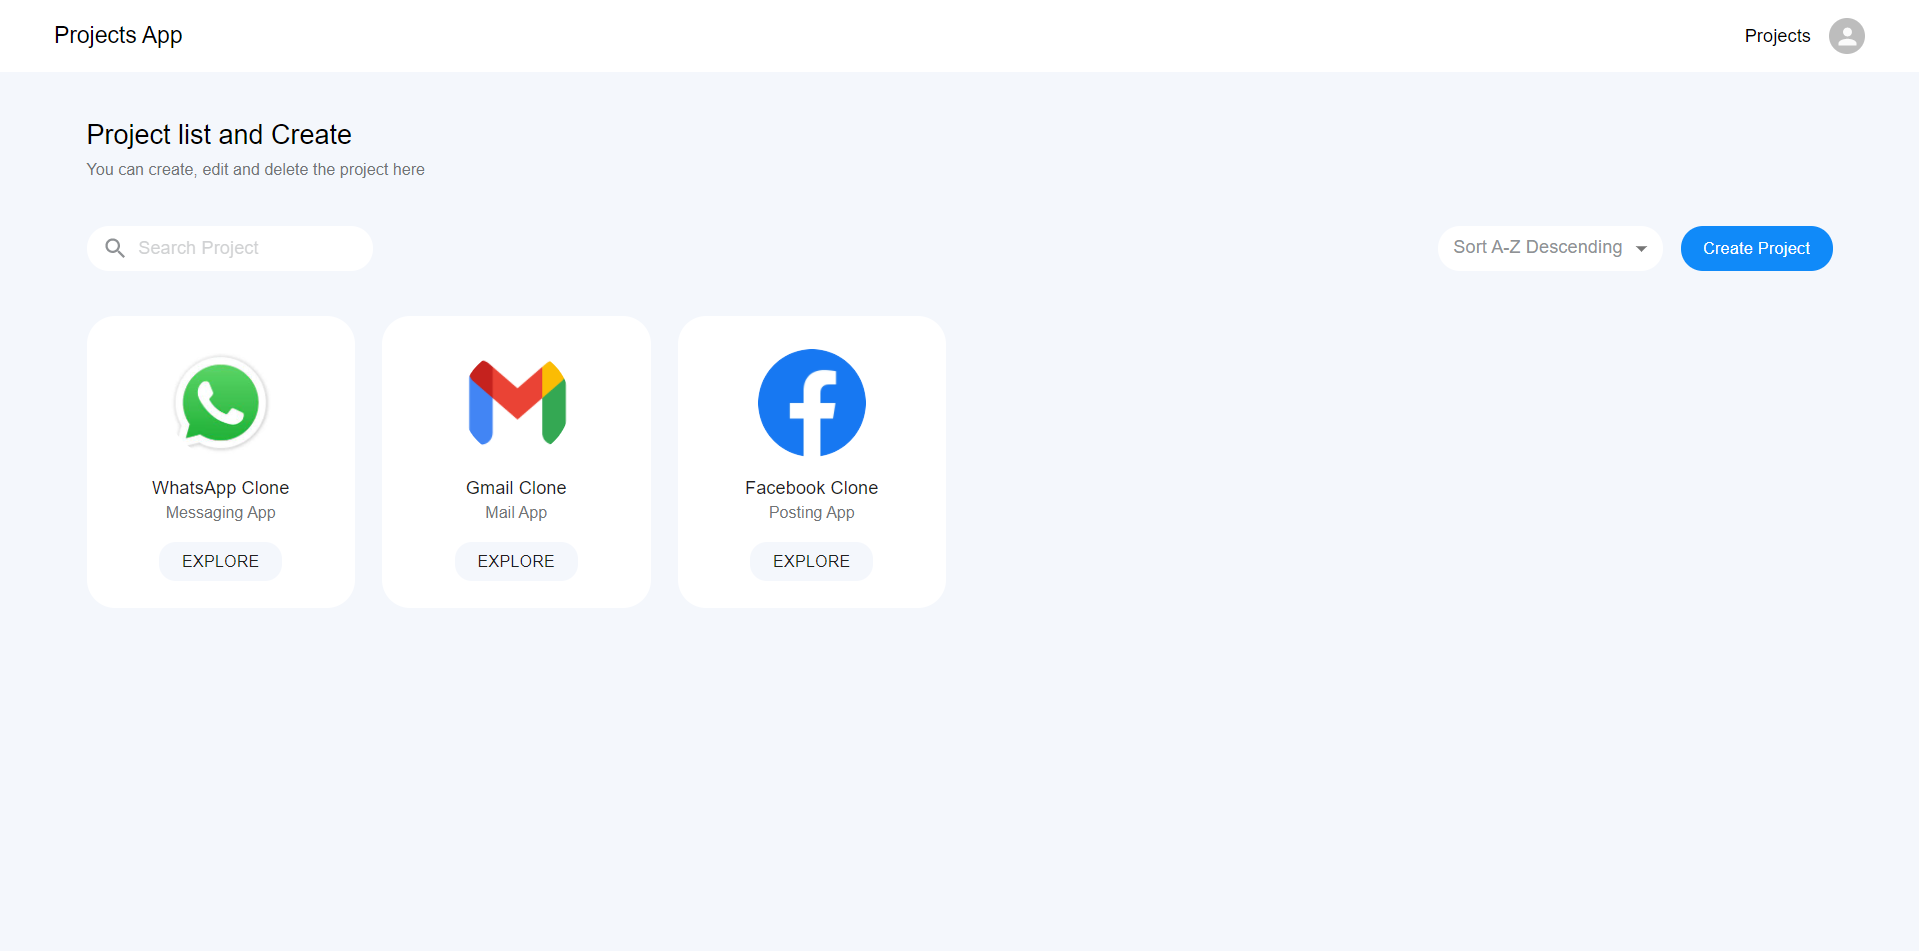 Projects App
Projects
Project list and Create
You can create, edit and delete the project here
Search Project
Sort A-Z Descending
Create Project
WhatsApp Clone
Messaging App
EXPLORE
Gmail Clone
Mail App
EXPLORE
Facebook Clone
Posting App
EXPLORE